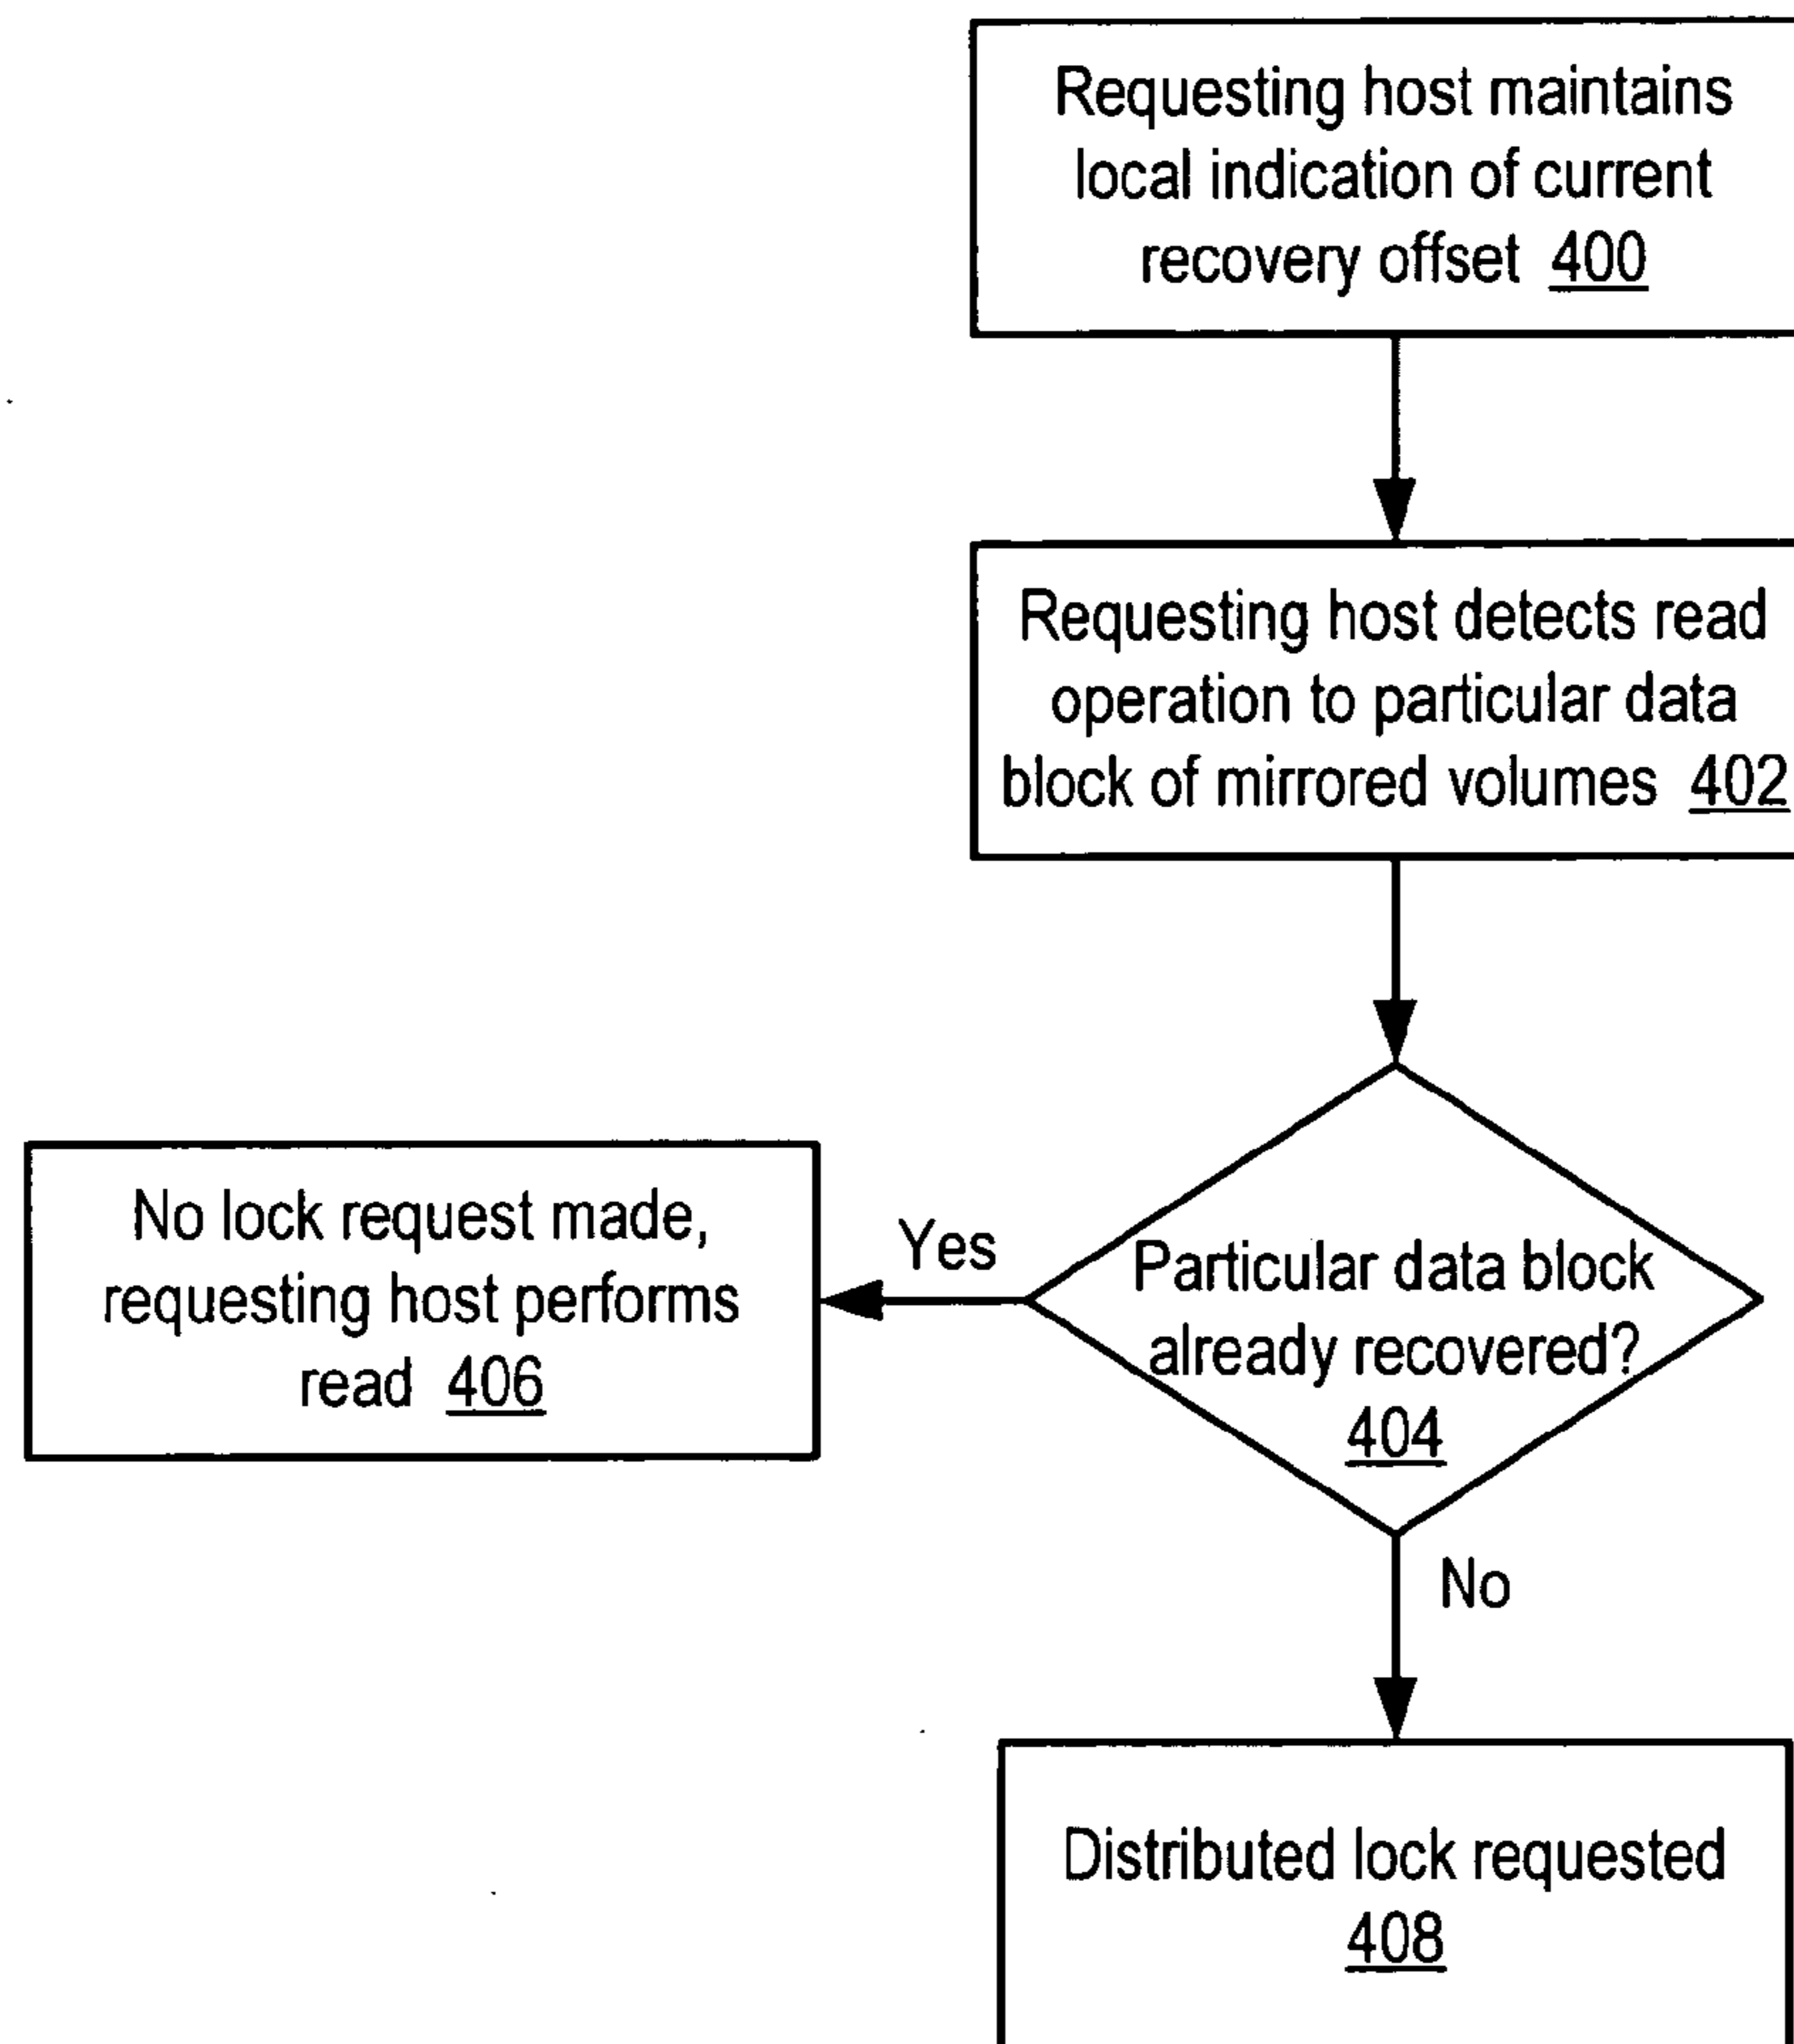 Requesting host maintains
local indication of current
recovery offset 400
Requesting host detects read
operation to particular data
block of mirrored volumes 402
Particular data block
already recovered?
404
Yes
No lock request made,
requesting host performs
read 406
No
Distributed lock requested
408